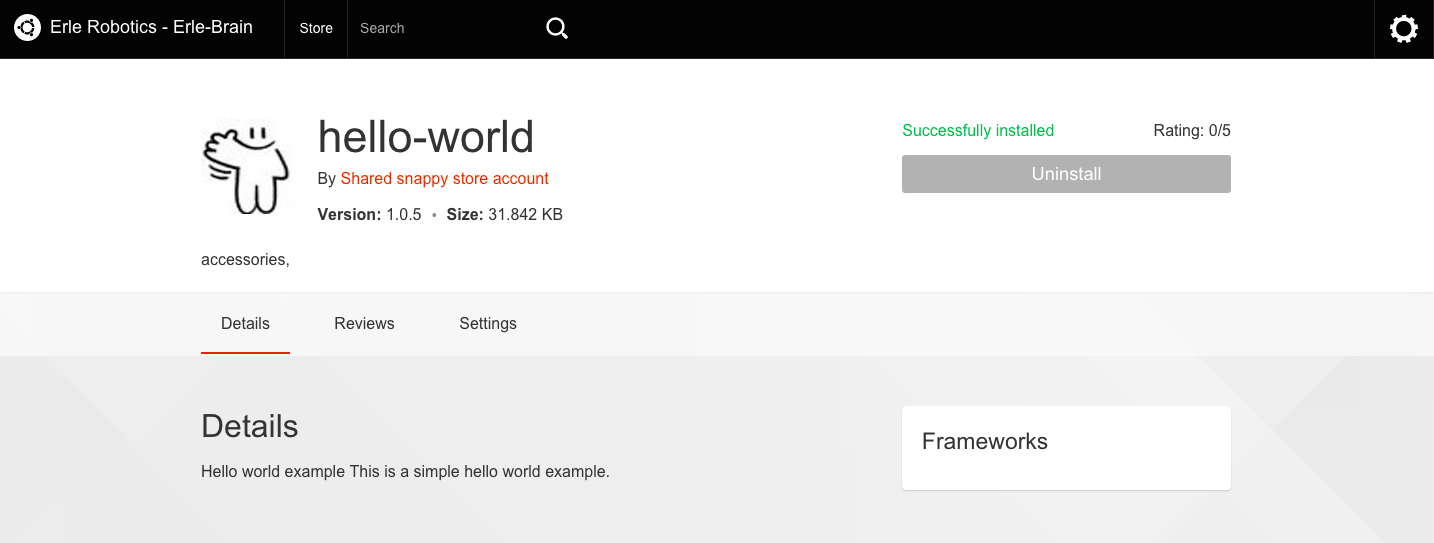 Erle Robotics - Erle-Brain Store Search
hello-world
Successfully installed Rating: 0/5
Uninstall
By Shared snappy store account
Version: 1.0.5 • Size: 31.842 KB
accessories,
Details Reviews Settings
Details
Hello world example This is a simple hello world example.
Frameworks